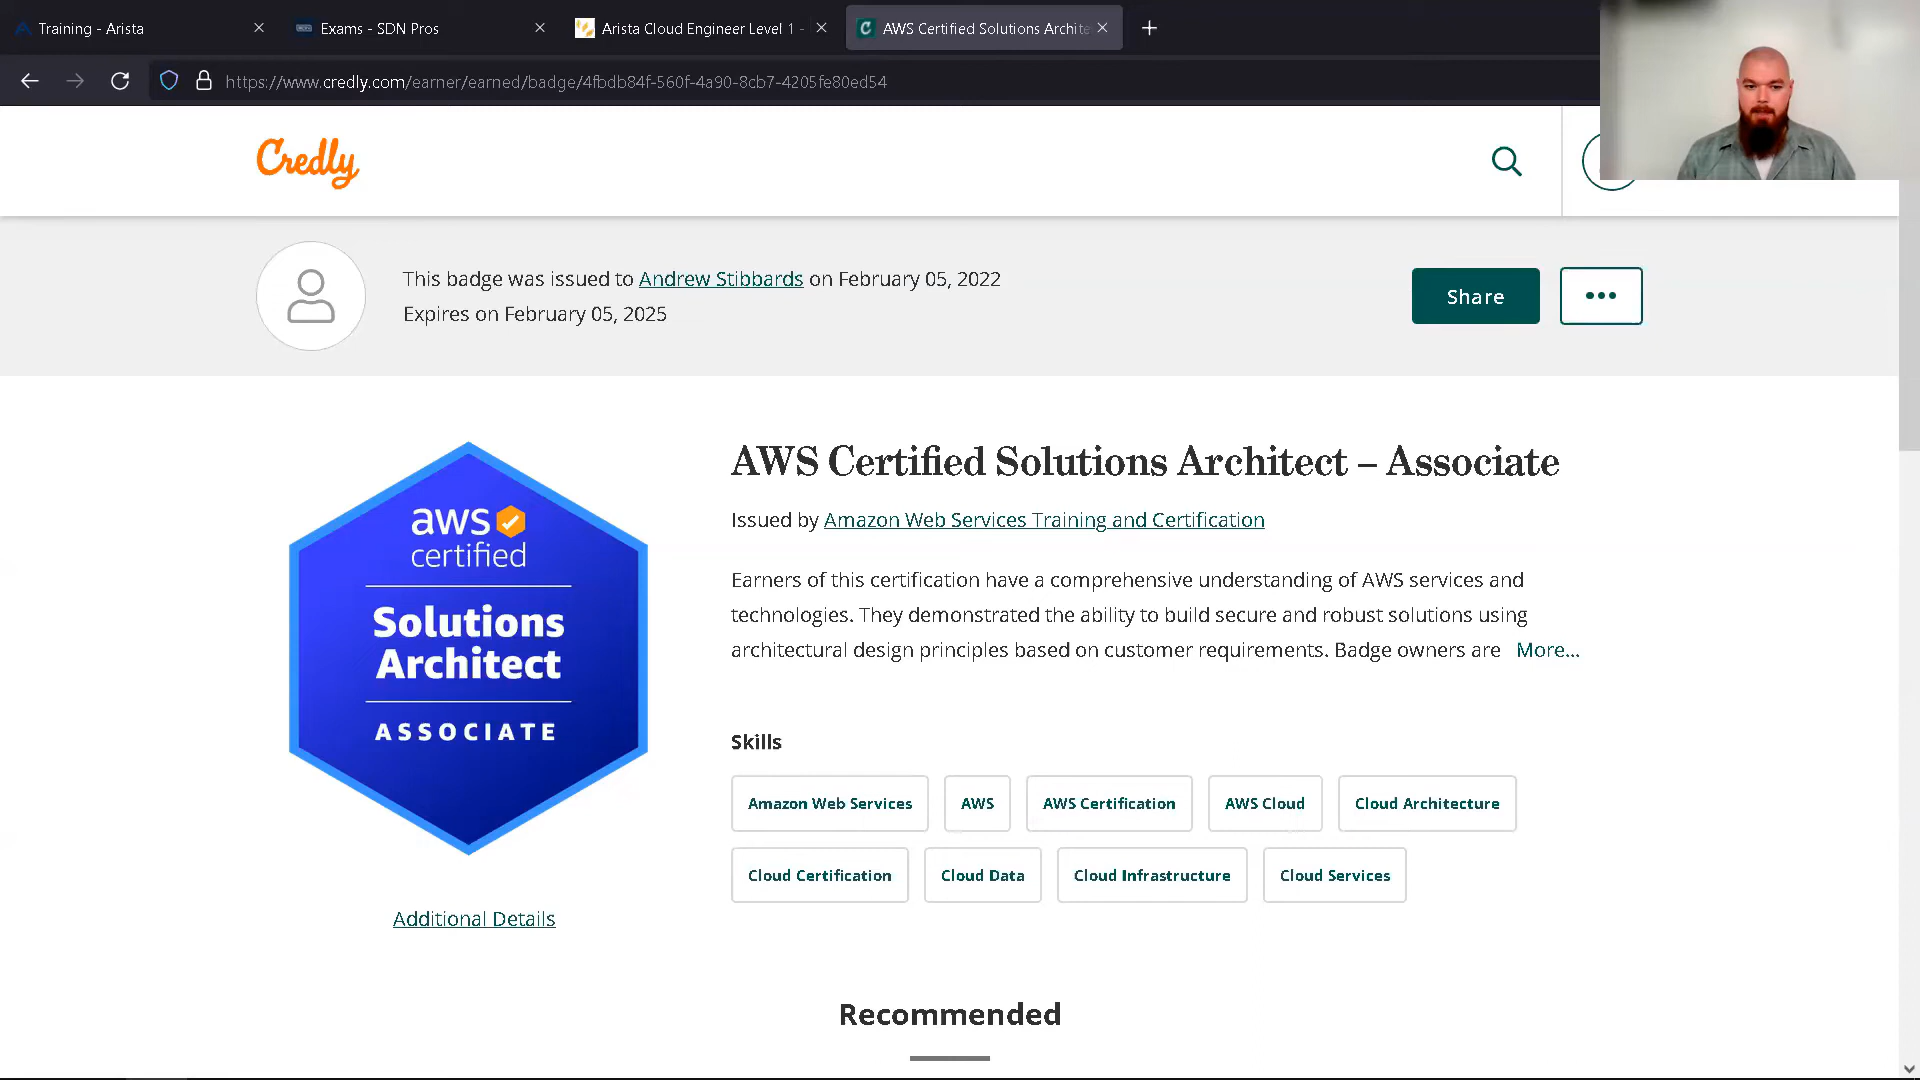 Training - Arista
Exams - SDN Pros
Arista Cloud Engineer Level 1 -
AWS Certified Solutions Archite
https://www.credly.com/earner/earned/badge/4fbdb84f-560f-4a90-8cb7-4205fe80ed54
Credly
This badge was issued to Andrew Stibbards on February 05, 2022
Expires on February 05, 2025
Share
aws
certified
Solutions
Architect
ASSOCIATE
Additional Details
AWS Certified Solutions Architect – Associate
Issued by Amazon Web Services Training and Certification
Earners of this certification have a comprehensive understanding of AWS services and
technologies. They demonstrated the ability to build secure and robust solutions using
architectural design principles based on customer requirements. Badge owners are More...
Skills
Amazon Web Services AWS AWS Certification AWS Cloud Cloud Architecture
Cloud Certification Cloud Data Cloud Infrastructure Cloud Services
Recommended